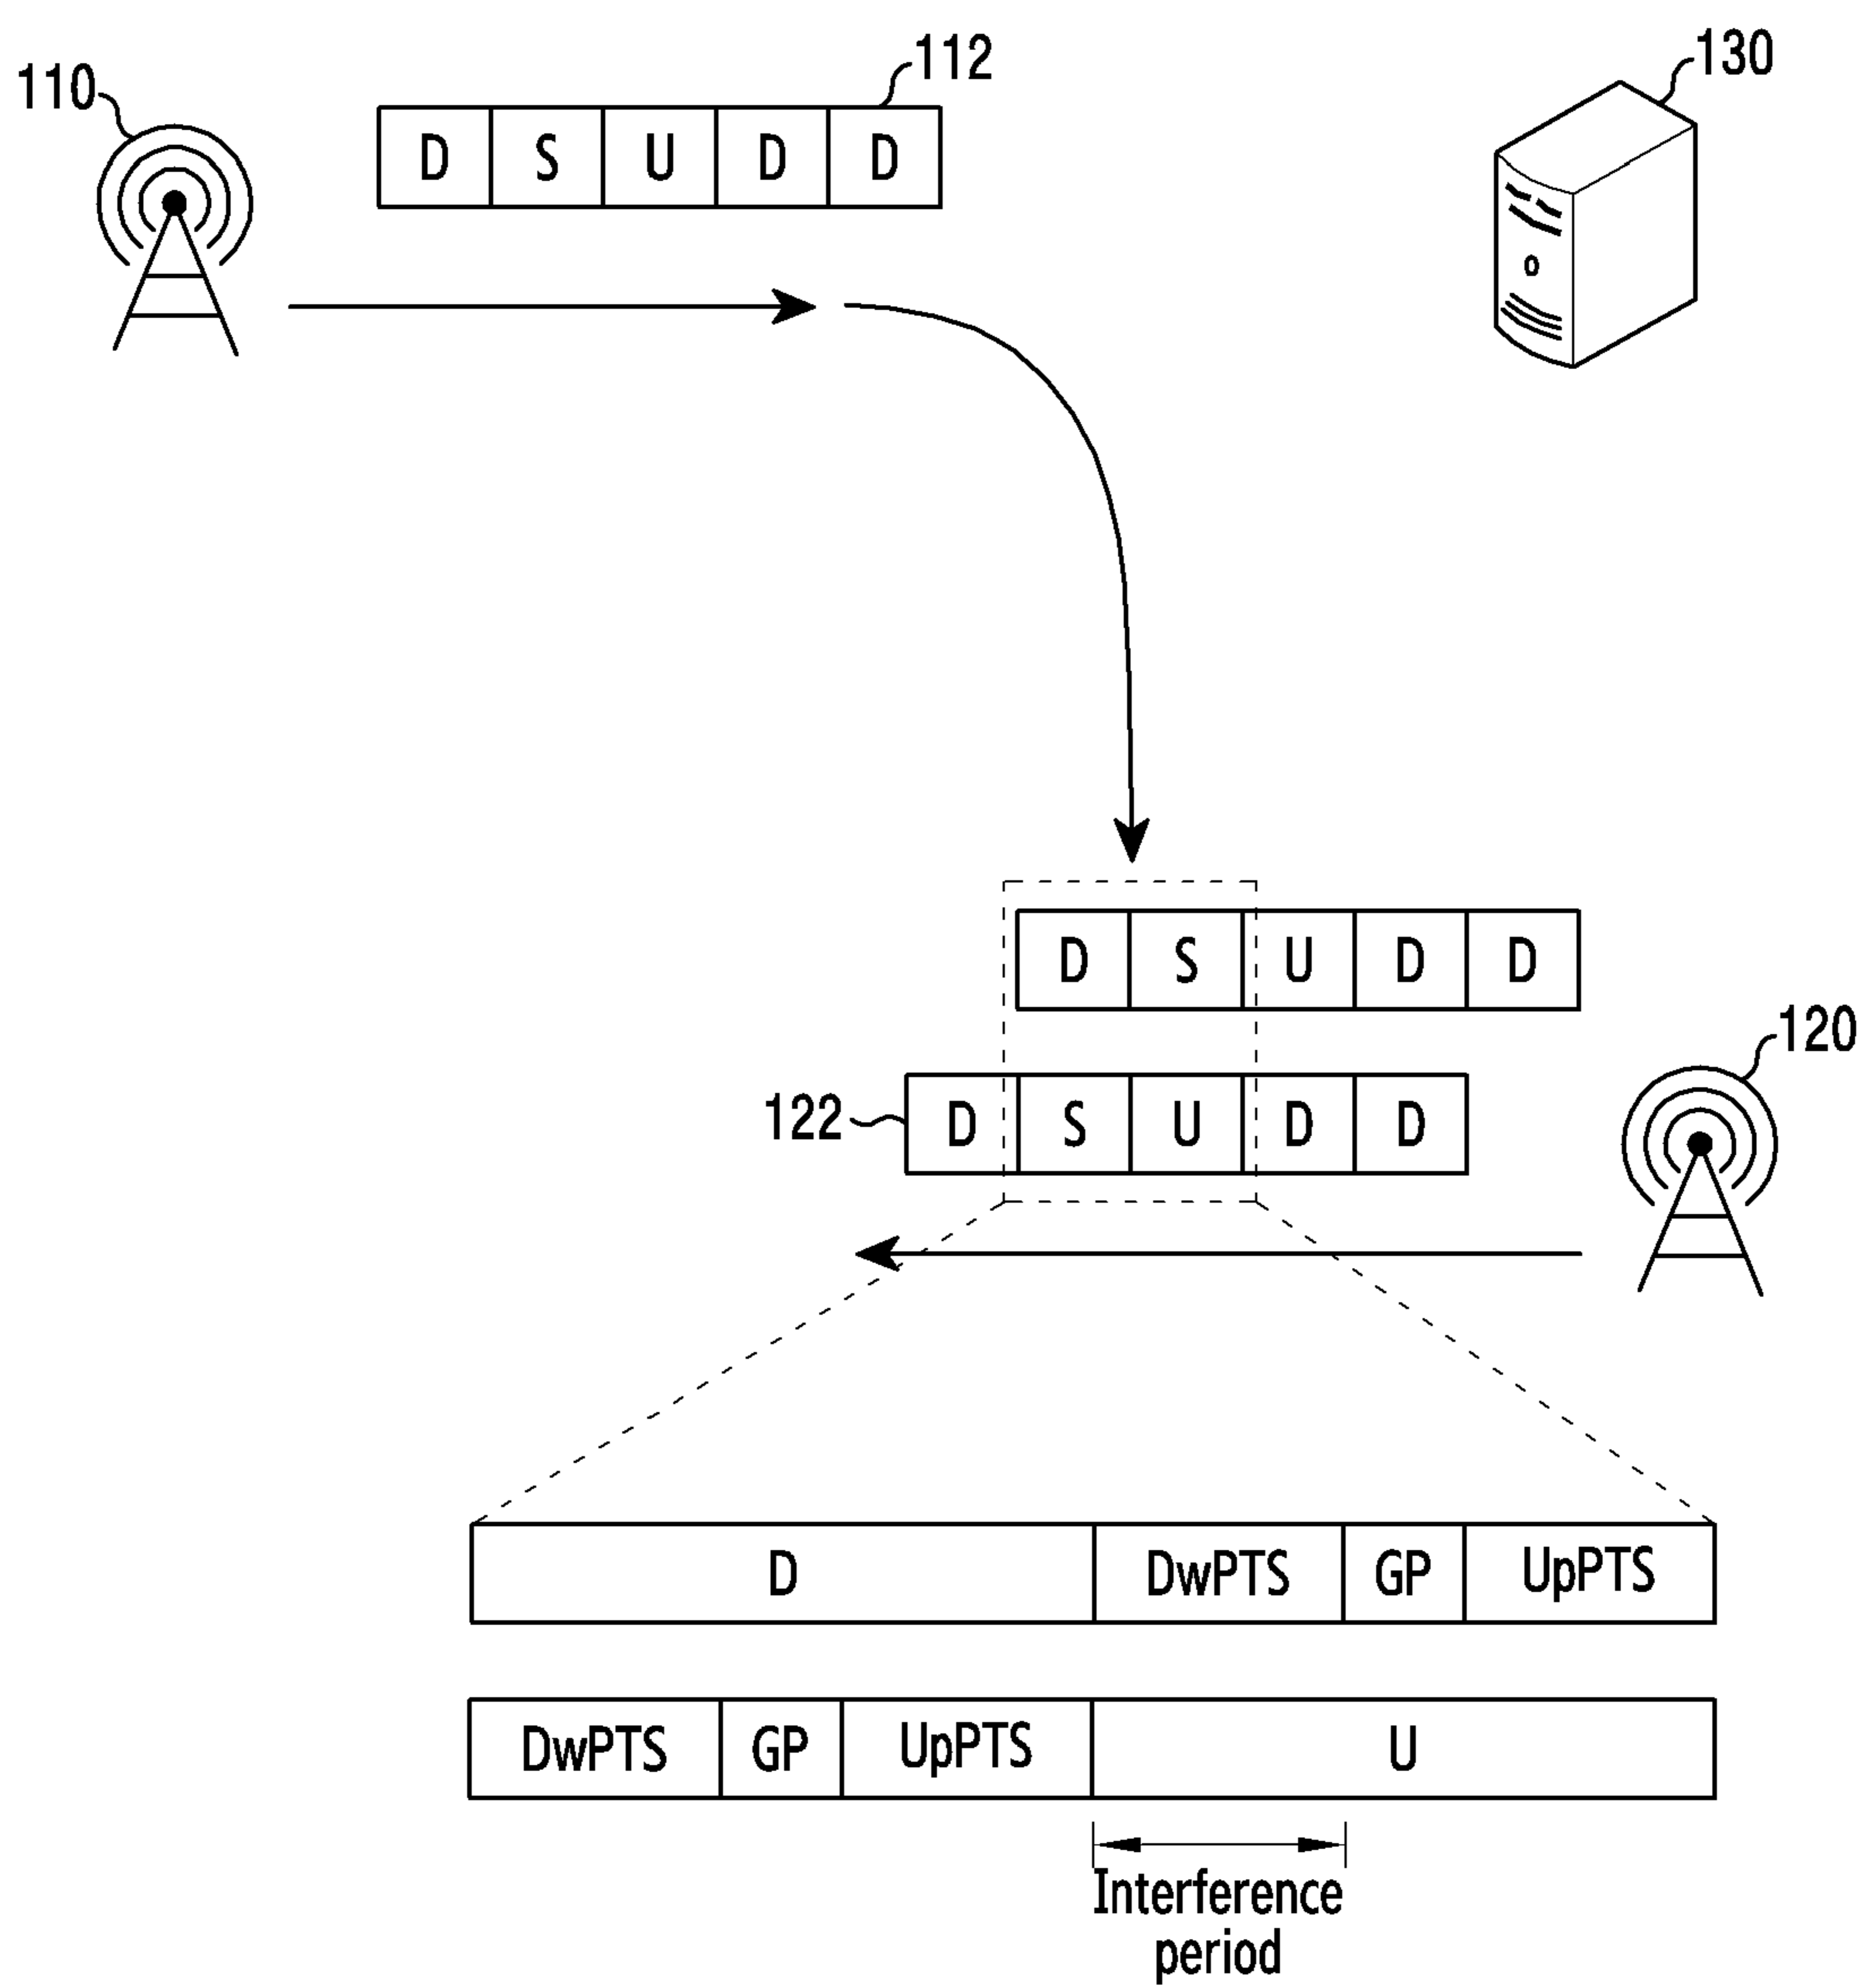 110
112
130
D S U D D
D S U D D
120
122
D S U D D
D DwPTS GP UpPTS
DwPTS GP UpPTS U
Interference
period